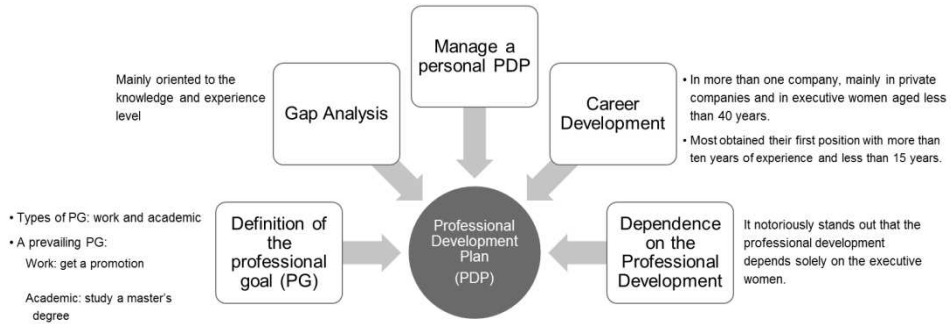 Manage a
personal PDP
Mainly oriented to the
knowledge and experience
level
Gap Analysis
Career
Development
• In more than one company, mainly in private
companies and in executive women aged less
than 40 years.
• Most obtained their first position with more than
ten years of experience and less than 15 years.
• Types of PG: work and academic
• A prevailing PG:
Work: get a promotion
Academic: study a master's
degree
Definition of
the
professional
goal (PG)
Professional
Development
Plan
(PDP)
Dependence
on the
Professional
Development
It notoriously stands out that the
professional development
depends solely on the executive
women.